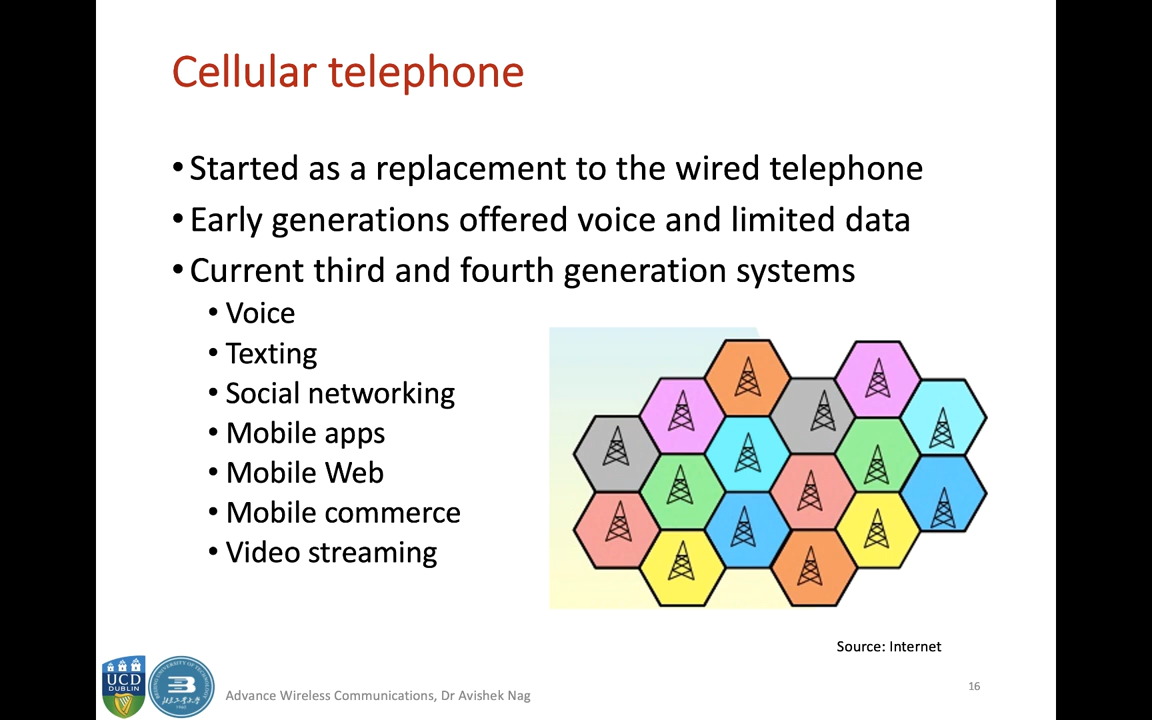 Cellular telephone
• Started as a replacement to the wired telephone
• Early generations offered voice and limited data
• Current third and fourth generation systems
• Voice
• Texting
• Social networking
• Mobile apps
• Mobile Web
• Mobile commerce
• Video streaming
Source: Internet
UCD
DUBLIN
Advance Wireless Communications, Dr Avishek Nag
16